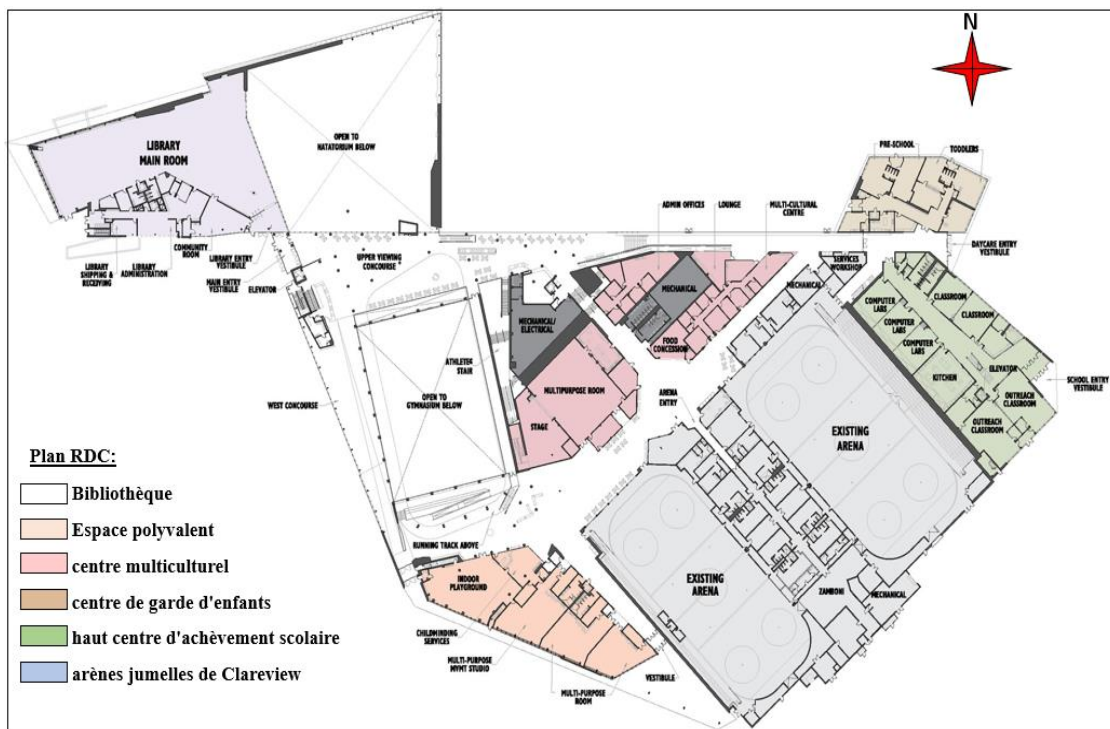 N
LIBRARY
MAIN ROOM
OPEN TO
NATATORIUM BELOW
PRE-SCHOOL
TODDLERS
ADMIN OFFICES
LOUNGE
MULTI-CULTURAL
CENTRE
LIBRARY
SHIPPING &
RECEIVING
LIBRARY
ADMINISTRATION
COMMUNITY
ROOM
LIBRARY ENTRY
VESTIBULE
MAIN ENTRY
VESTIBULE
ELEVATOR
UPPER VIEWING
CONCOURSE
DAYCARE ENTRY
VESTIBULE
SERVICES
WORKSHOP
MECHANICAL
MECHANICAL
MECHANICAL/
ELECTRICAL
FOOD
CONCESSION
COMPUTER
LABS
COMPUTER
LABS
COMPUTER
LABS
CLASSROOM
CLASSROOM
KITCHEN
ELEVATOR
SCHOOL ENTRY
VESTIBULE
OUTREACH
CLASSROOM
OUTREACH
CLASSROOM
ATHLETE
STAIR
MULTIPURPOSE ROOM
STAGE
ARENA
ENTRY
WEST CONCOURSE
OPEN TO
GYMNASIUM BELOW
EXISTING
ARENA
EXISTING
ARENA
RUNNING TRACK ABOVE
INDOOR
PLAYGROUND
CHILDMINDING
SERVICES
MULTI-PURPOSE
MVMT STUDIO
MULTI-PURPOSE
ROOM
VESTIBULE
ZAMBONI
MECHANICAL
Plan RDC:
Bibliothèque
Espace polyvalent
centre multiculturel
centre de garde d'enfants
haut centre d'achèvement scolaire
arènes jumelles de Clareview